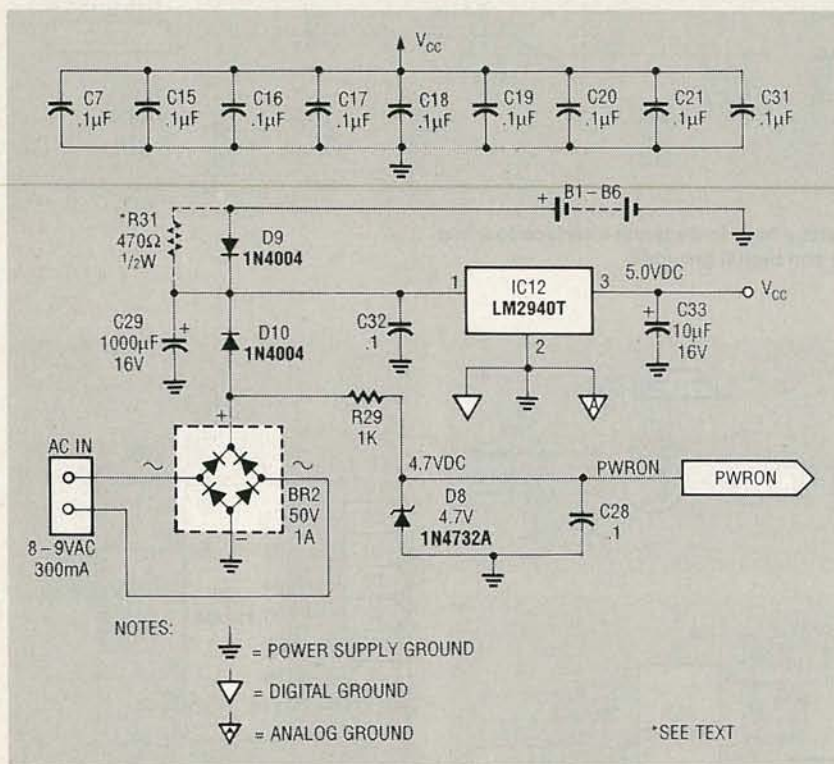 VCC
C7
.1µF
C15
.1µF
C16
.1µF
C17
.1µF
C18
.1µF
C19
.1µF
C20
.1µF
C21
.1µF
C31
.1µF
B1–B6
+
*R31
470Ω
1/2W
D9
1N4004
1
IC12
LM2940T
3
5.0VDC
VCC
2
C29
1000µF
16V
+
D10
1N4004
C32
.1
+
C33
10µF
16V
A
R29
1K
+
AC IN
~
~
BR2
50V
1A
–
8–9VAC
300mA
4.7VDC
PWRON
PWRON
D8
4.7V
1N4732A
C28
.1
NOTES:
= POWER SUPPLY GROUND
= DIGITAL GROUND
A
= ANALOG GROUND
*SEE TEXT